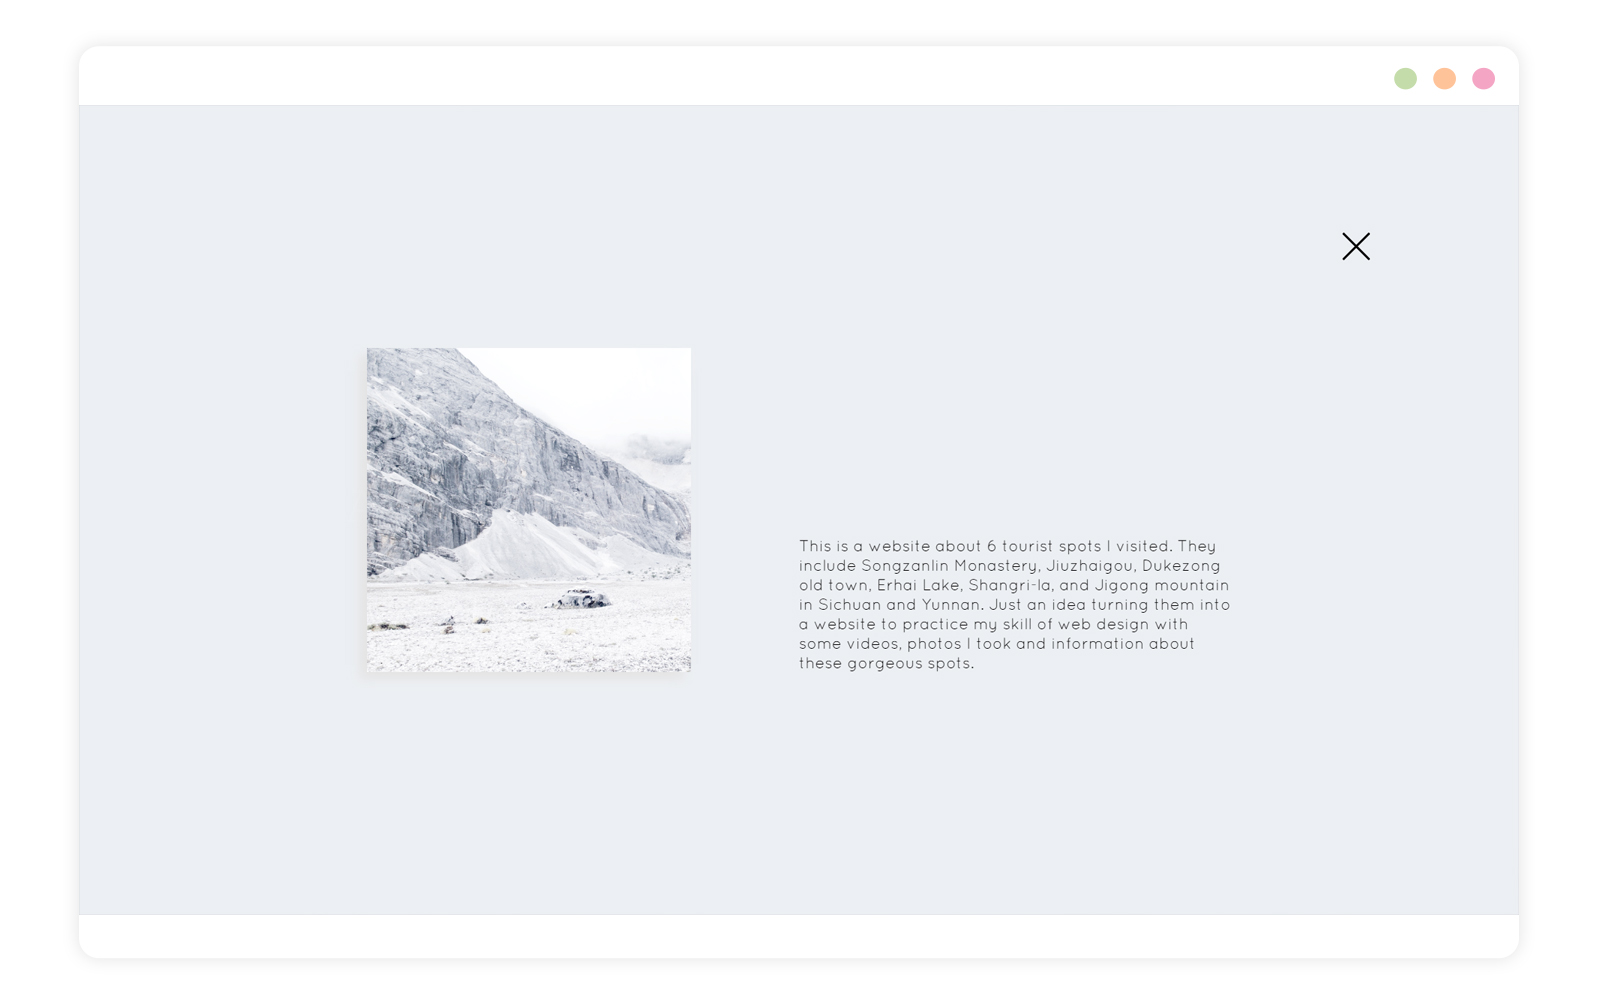 This is a website about 6 tourist spots I visited. They
include Songzanlin Monastery, Jiuzhaigou, Dukezong
old town, Erhai Lake, Shangri-la, and Jigong mountain
in Sichuan and Yunnan. Just an idea turning them into
a website to practice my skill of web design with
some videos, photos I took and information about
these gorgeous spots.